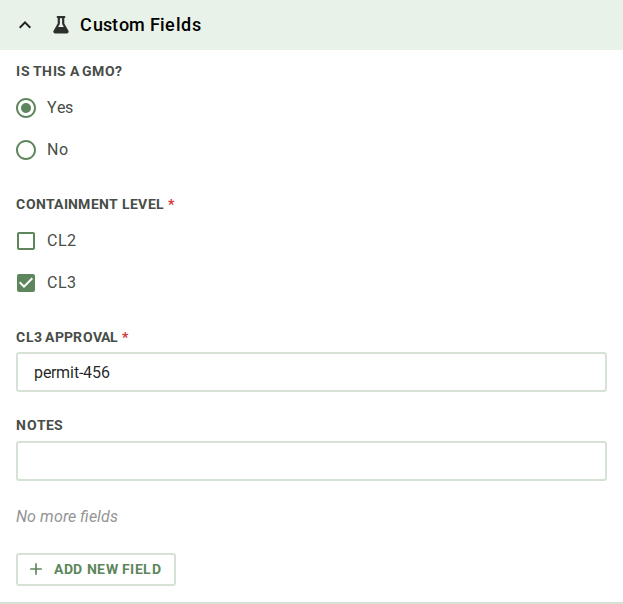 Custom Fields
IS THIS A GMO?
Yes
No
CONTAINMENT LEVEL *
CL2
CL3
CL3 APPROVAL *
permit-456
NOTES
No more fields
+ ADD NEW FIELD